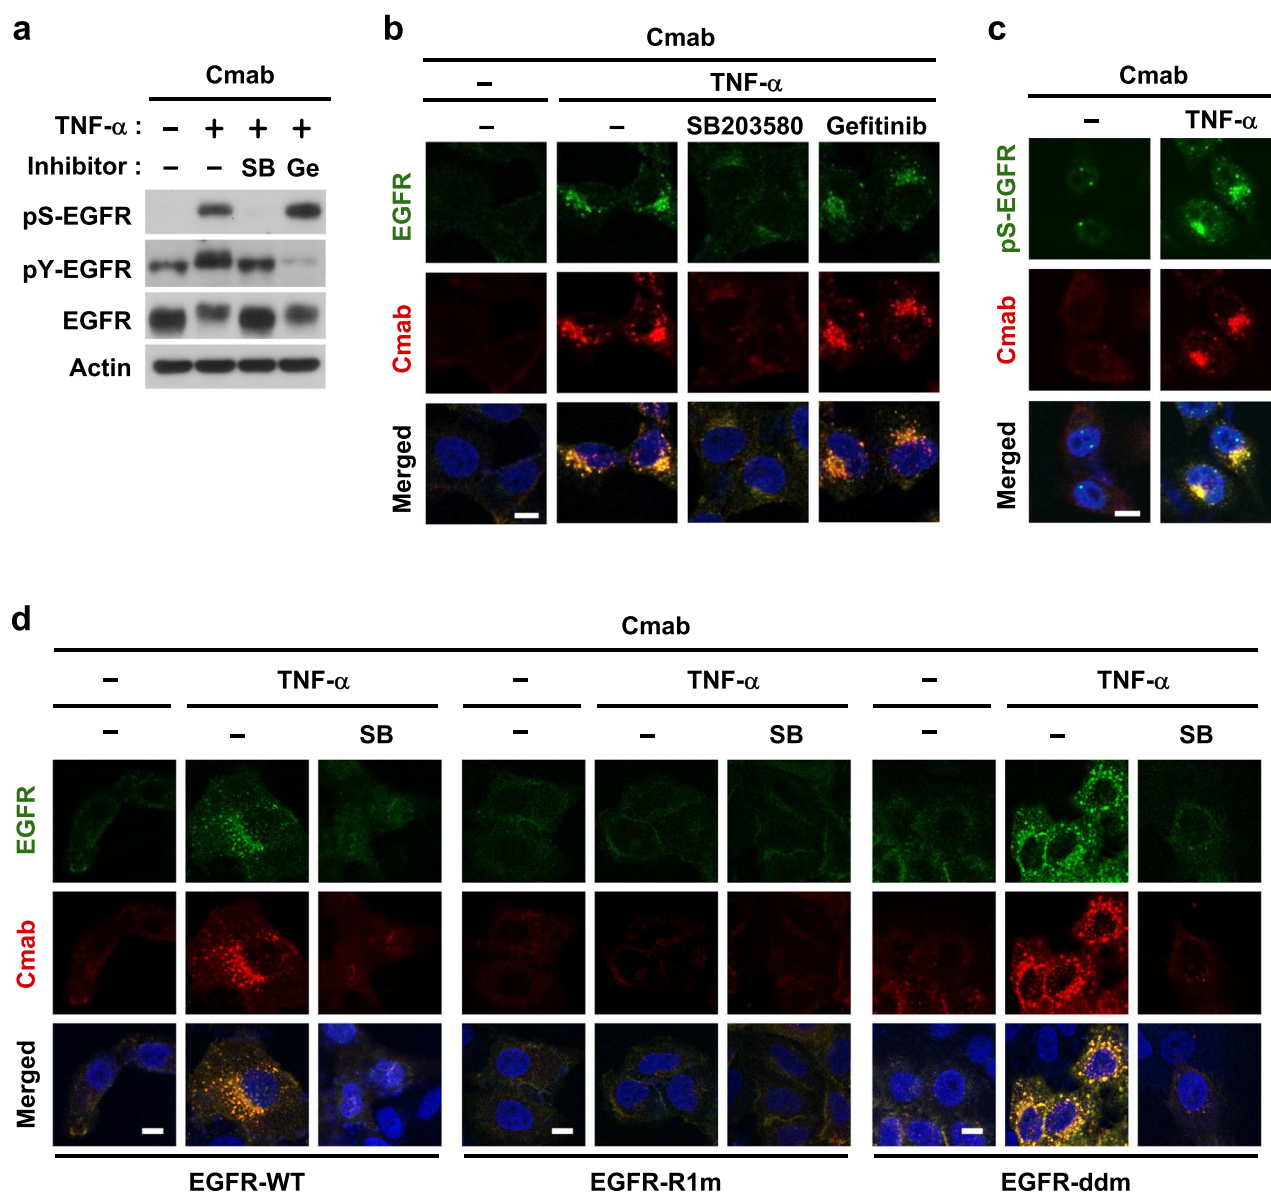 a
Cmab
TNF-α : – + + +
Inhibitor : – – SB Ge
pS-EGFR
pY-EGFR
EGFR
Actin
b
Cmab
– TNF-α
– – SB203580 Gefitinib
EGFR
Cmab
Merged
c
Cmab
– TNF-α
pS-EGFR
Cmab
Merged
d
Cmab
– TNF-α – TNF-α – TNF-α
– – SB – – SB – – SB
EGFR
Cmab
Merged
EGFR-WT EGFR-R1m EGFR-ddm